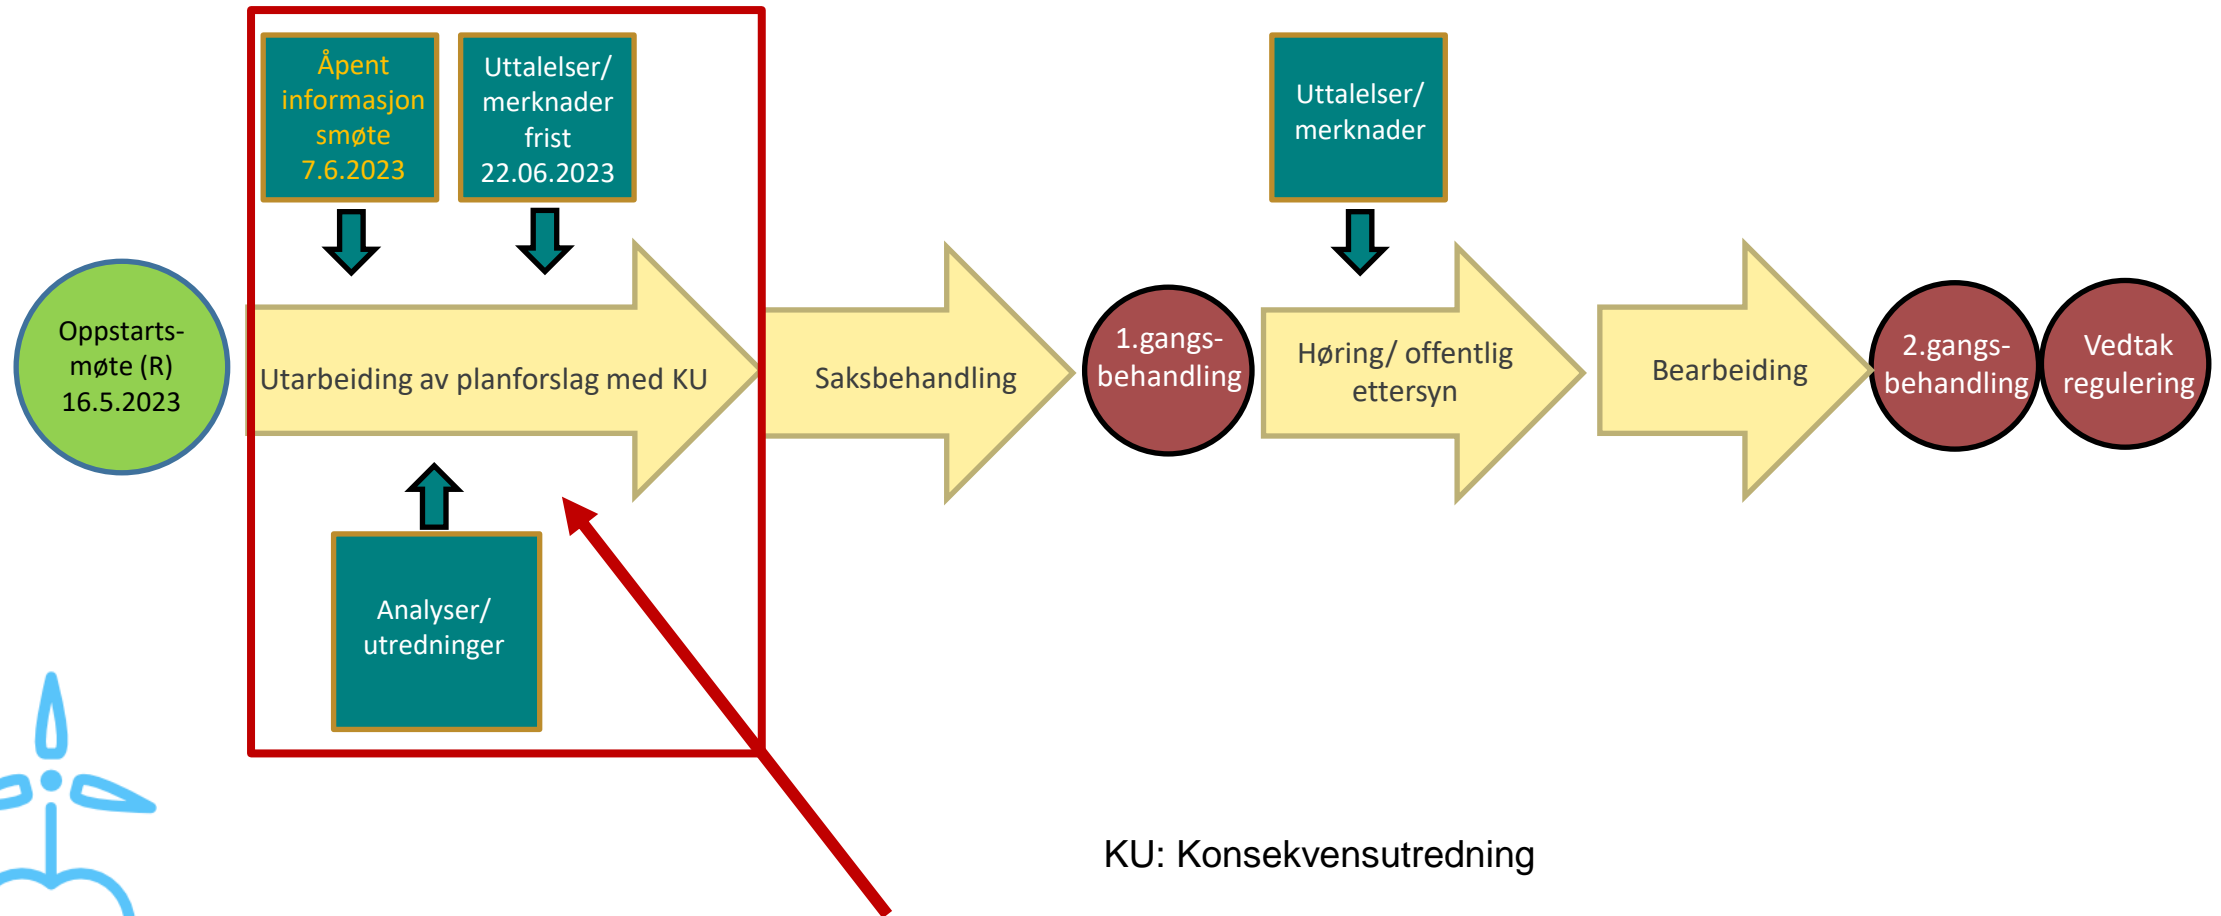 Åpent
informasjon
smøte
7.6.2023
Uttalelser/
merknader
frist
22.06.2023
Uttalelser/
merknader
Oppstarts-
møte (R)
16.5.2023
Utarbeiding av planforslag med KU
Saksbehandling
1.gangs-
behandling
Høring/ offentlig
ettersyn
Bearbeiding
2.gangs-
behandling
Vedtak
regulering
Analyser/
utredninger
KU: Konsekvensutredning